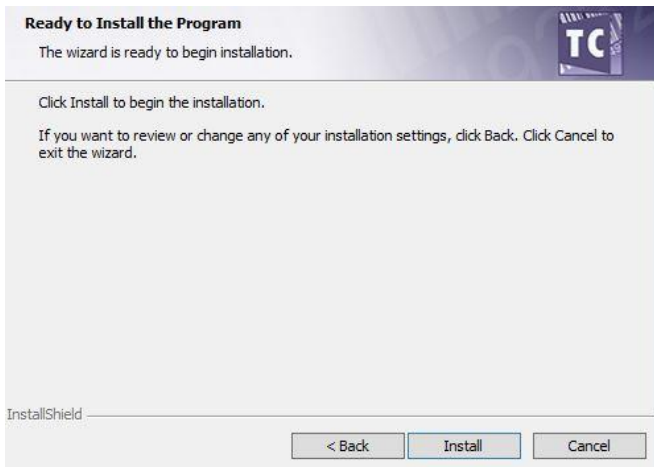 Ready to Install the Program
The wizard is ready to begin installation.
TC
Click Install to begin the installation.
If you want to review or change any of your installation settings, click Back. Click Cancel to
exit the wizard.
InstallShield
< Back
Install
Cancel